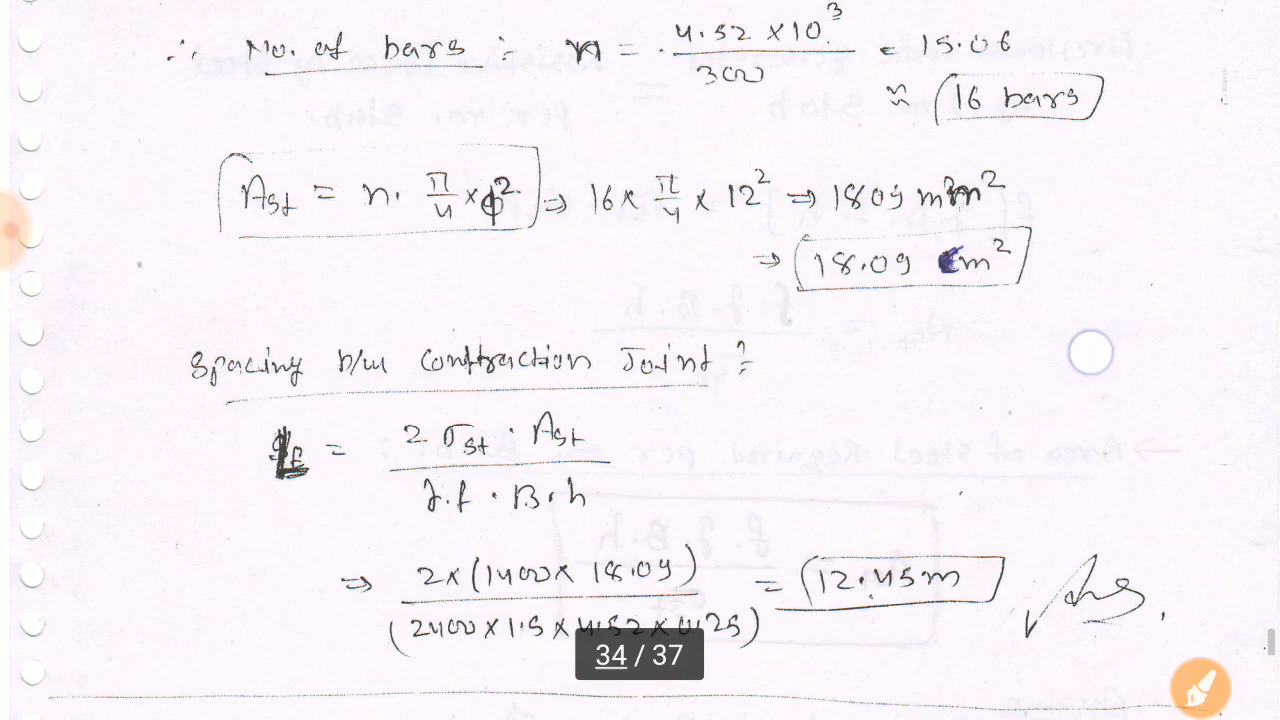 ∴ No. of bars :- n = 4.52 × 10³ / 300 = 15.06
≈ 16 bars
Ast = n. π/4 × φ² ⇒ 16 × π/4 × 12² ⇒ 1809 mm²
⇒ 18.09 cm²
Spacing b/w Contraction Joint :
L = 2 σst . Ast / γ.f . B.h
⇒ 2 × (1400 × 18.09) / (2400 × 1.5 × 4.52 × 0.25) = 12.45m Ans.
34 / 37